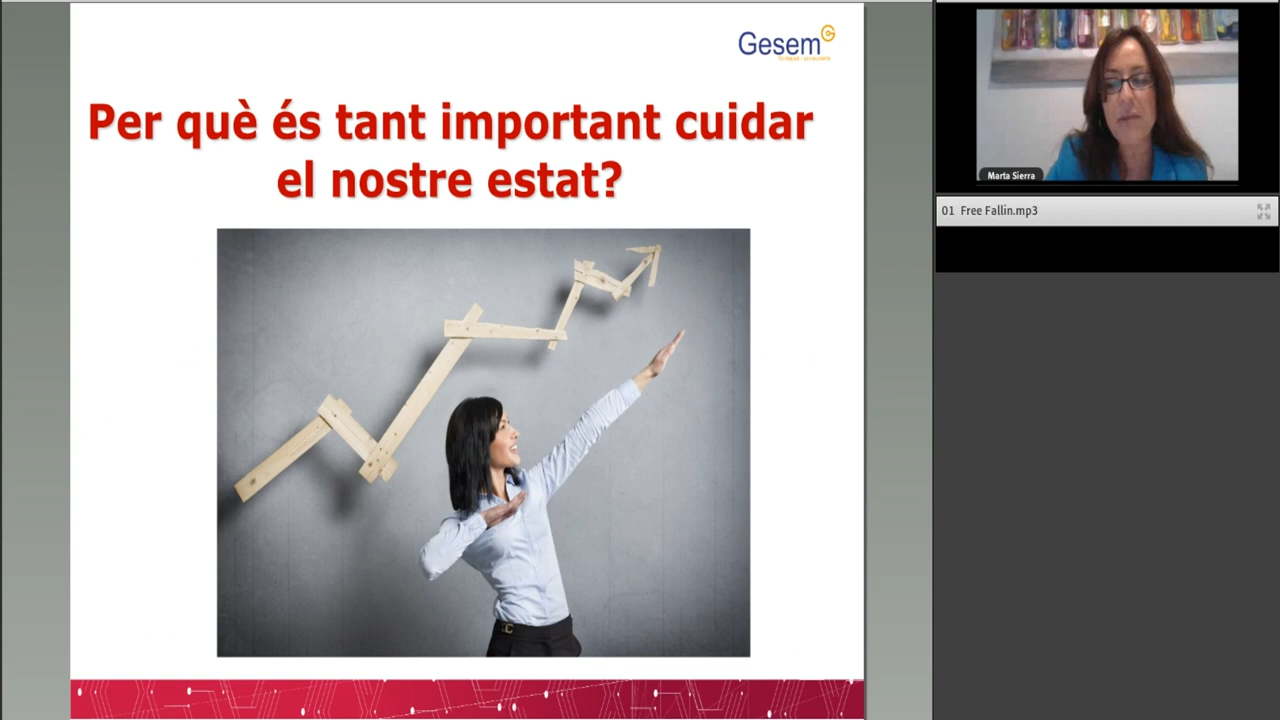 Gesem
Per què és tant important cuidar
el nostre estat?
Marta Sierra
01 Free Fallin.mp3